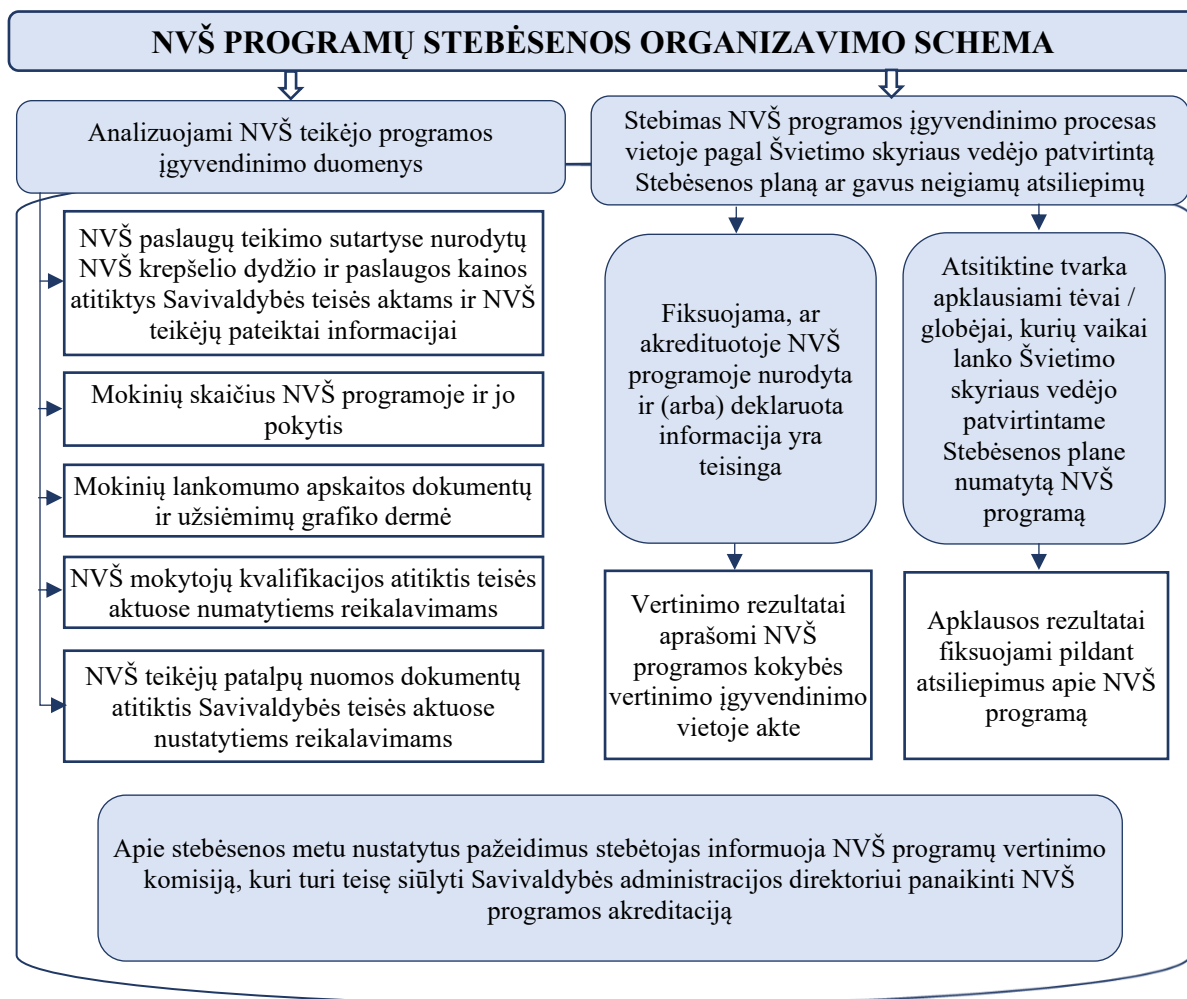 NVŠ PROGRAMŲ STEBĖSENOS ORGANIZAVIMO SCHEMA
Analizuojami NVŠ teikėjo programos
įgyvendinimo duomenys
NVŠ paslaugų teikimo sutartyse nurodytų
NVŠ krepšelio dydžio ir paslaugos kainos
atitiktys Savivaldybės teisės aktams ir NVŠ
teikėjų pateiktai informacijai
Mokinių skaičius NVŠ programoje ir jo
pokytis
Mokinių lankomumo apskaitos dokumentų
ir užsiėmimų grafiko dermė
NVŠ mokytojų kvalifikacijos atitiktis teisės
aktuose numatytiems reikalavimams
NVŠ teikėjų patalpų nuomos dokumentų
atitiktis Savivaldybės teisės aktuose
nustatytiems reikalavimams
Stebimas NVŠ programos įgyvendinimo procesas
vietoje pagal Švietimo skyriaus vedėjo patvirtintą
Stebėsenos planą ar gavus neigiamų atsiliepimų
Fiksuojama, ar
akredituotoje NVŠ
programoje nurodyta
ir (arba) deklaruota
informacija yra
teisinga
Vertinimo rezultatai
aprašomi NVŠ
programos kokybės
vertinimo įgyvendinimo
vietoje akte
Atsitiktine tvarka
apklausiami tėvai /
globėjai, kurių vaikai
lanko Švietimo
skyriaus vedėjo
patvirtintame
Stebėsenos plane
numatytą NVŠ
programą
Apklausos rezultatai
fiksuojami pildant
atsiliepimus apie NVŠ
programą
Apie stebėsenos metu nustatytus pažeidimus stebėtojas informuoja NVŠ programų vertinimo
komisiją, kuri turi teisę siūlyti Savivaldybės administracijos direktoriui panaikinti NVŠ
programos akreditaciją